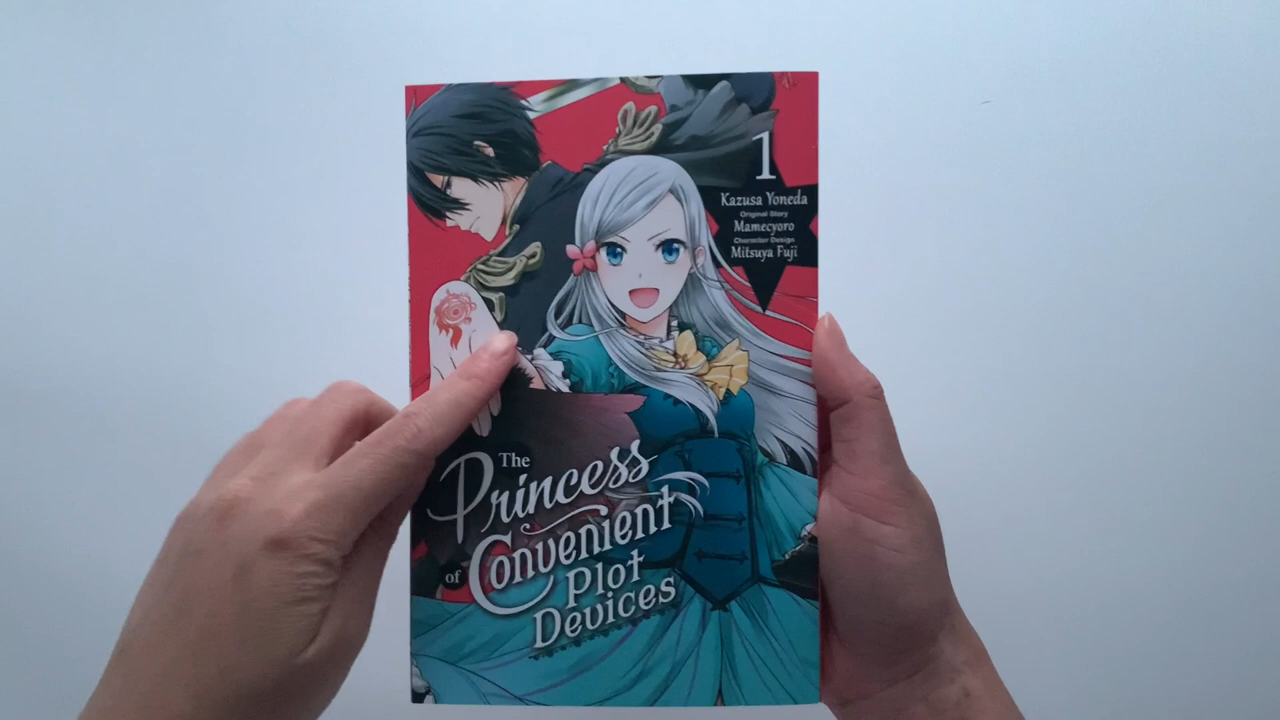 1
Kazusa Yoneda
Original Story
Mamecyoro
Character Design
Mitsuya Fuji
The
Princess
of Convenient
Plot
Devices